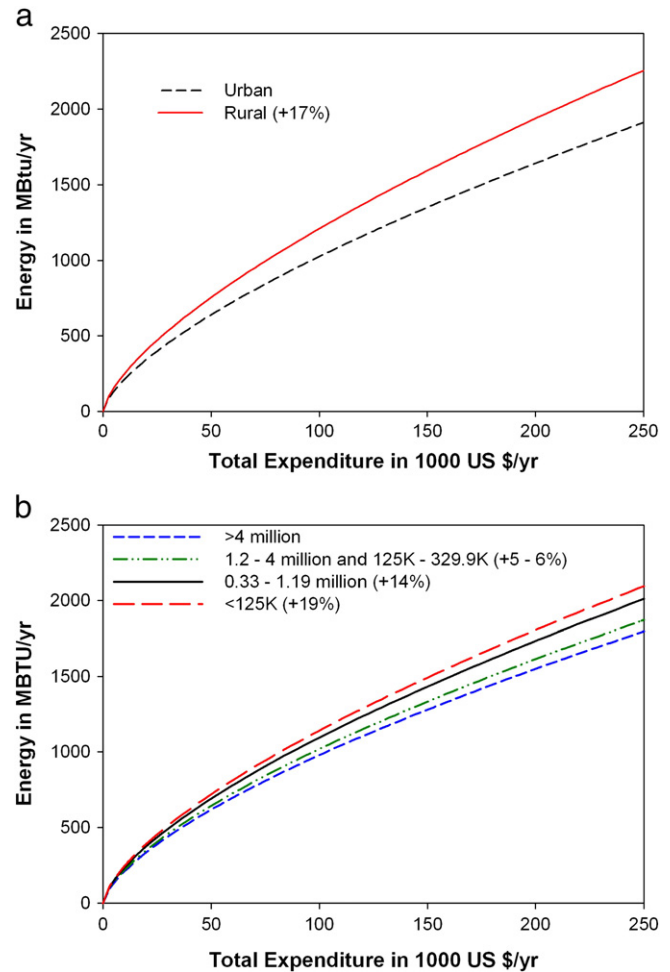 a
2500
2000
1500
1000
500
0
Energy in MBtu/yr
Urban
Rural (+17%)
0 50 100 150 200 250
Total Expenditure in 1000 US $/yr
b
2500
2000
1500
1000
500
0
Energy in MBTU/yr
>4 million
1.2 - 4 million and 125K - 329.9K (+5 - 6%)
0.33 - 1.19 million (+14%)
<125K (+19%)
0 50 100 150 200 250
Total Expenditure in 1000 US $/yr